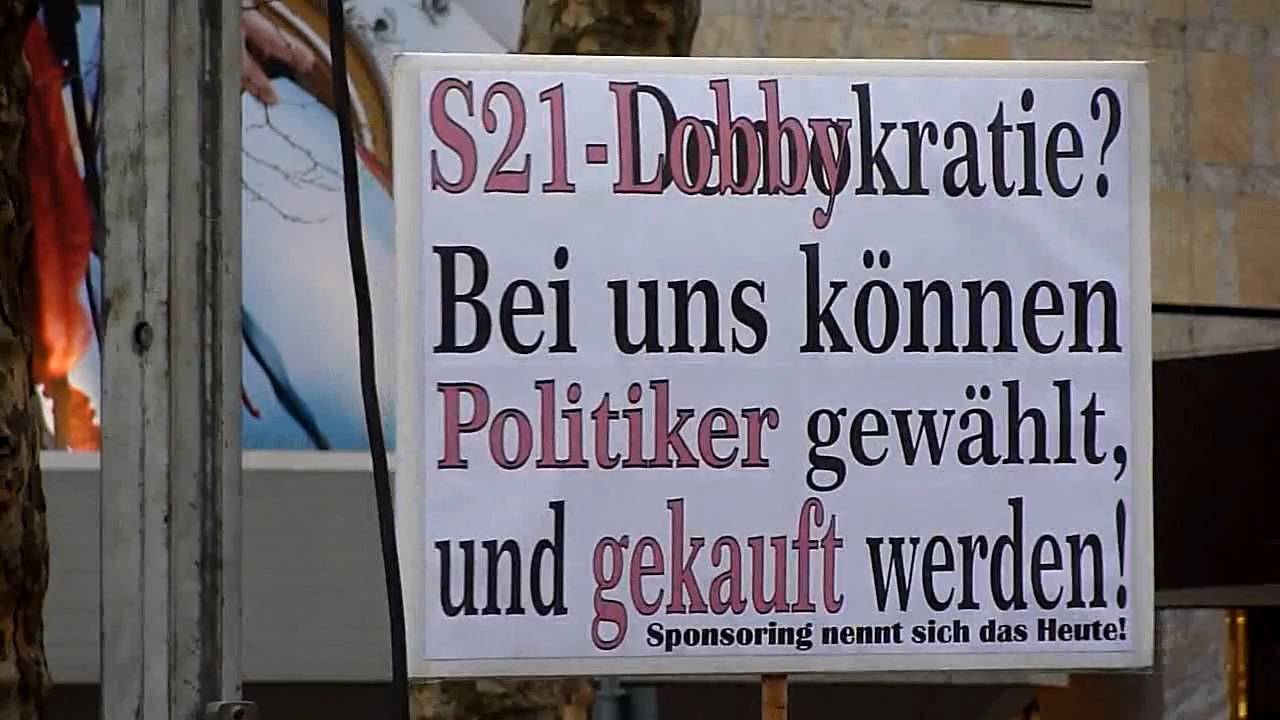 S21-Lobbykratie?
Bei uns können
Politiker gewählt,
und gekauft werden!
Sponsoring nennt sich das Heute!